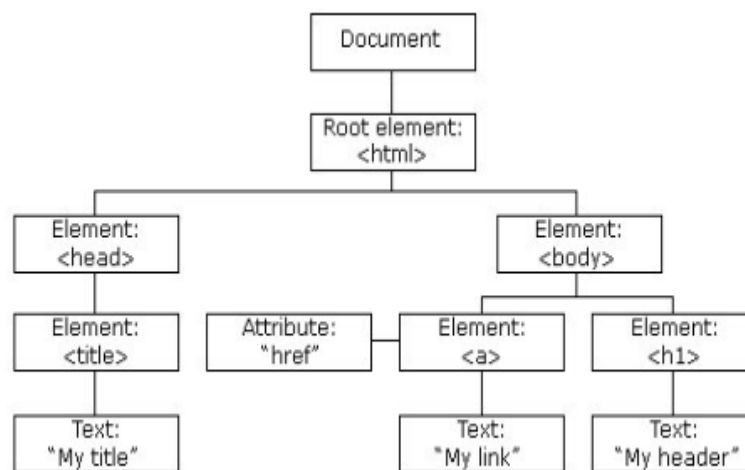 Document
Root element:
<html>
Element:
<head>
Element:
<body>
Element:
<title>
Attribute:
"href"
Element:
<a>
Element:
<h1>
Text:
"My title"
Text:
"My link"
Text:
"My header"